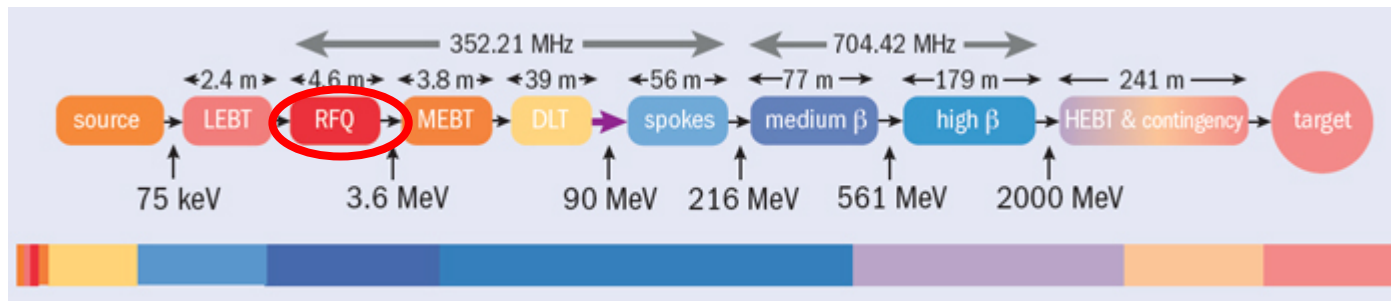 352.21 MHz 704.42 MHz
2.4 m 4.6 m 3.8 m 39 m 56 m 77 m 179 m 241 m
source LEBT RFQ MEBT DLT spokes medium β high β HEBT & contingency target
75 keV 3.6 MeV 90 MeV 216 MeV 561 MeV 2000 MeV